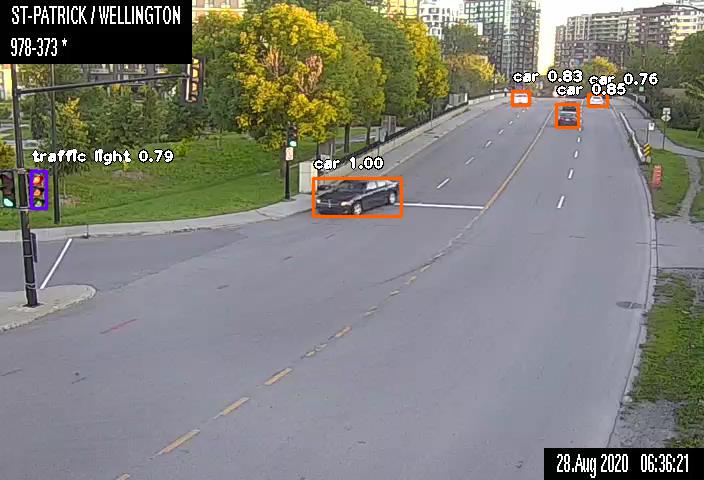 ST-PATRICK / WELLINGTON
978-373 *
car 0.83
car 0.76
car 0.85
traffic light 0.79
car 1.00
28.Aug 2020 06:36:21